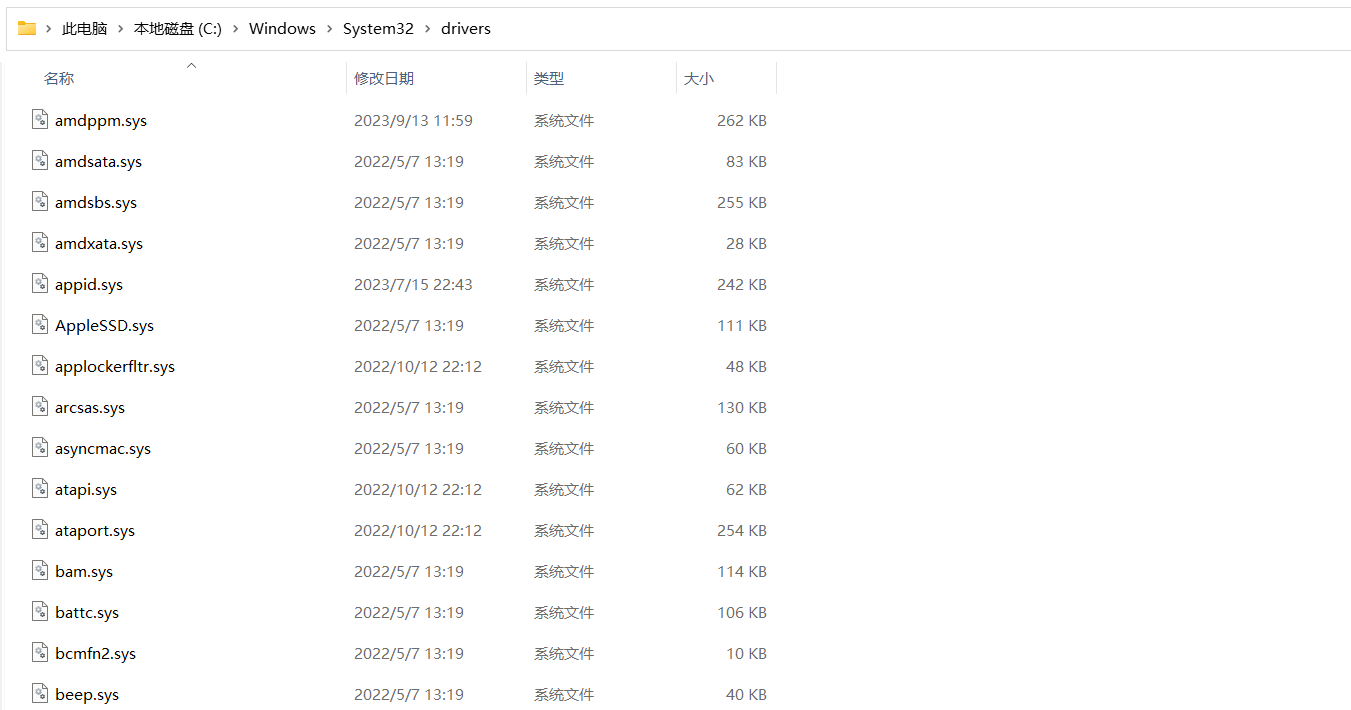 此电脑 > 本地磁盘 (C:) > Windows > System32 > drivers
名称 修改日期 类型 大小
amdppm.sys 2023/9/13 11:59 系统文件 262 KB
amdsata.sys 2022/5/7 13:19 系统文件 83 KB
amdsbs.sys 2022/5/7 13:19 系统文件 255 KB
amdxata.sys 2022/5/7 13:19 系统文件 28 KB
appid.sys 2023/7/15 22:43 系统文件 242 KB
AppleSSD.sys 2022/5/7 13:19 系统文件 111 KB
applockerfltr.sys 2022/10/12 22:12 系统文件 48 KB
arcsas.sys 2022/5/7 13:19 系统文件 130 KB
asyncmac.sys 2022/5/7 13:19 系统文件 60 KB
atapi.sys 2022/10/12 22:12 系统文件 62 KB
ataport.sys 2022/10/12 22:12 系统文件 254 KB
bam.sys 2022/5/7 13:19 系统文件 114 KB
battc.sys 2022/5/7 13:19 系统文件 106 KB
bcmfn2.sys 2022/5/7 13:19 系统文件 10 KB
beep.sys 2022/5/7 13:19 系统文件 40 KB